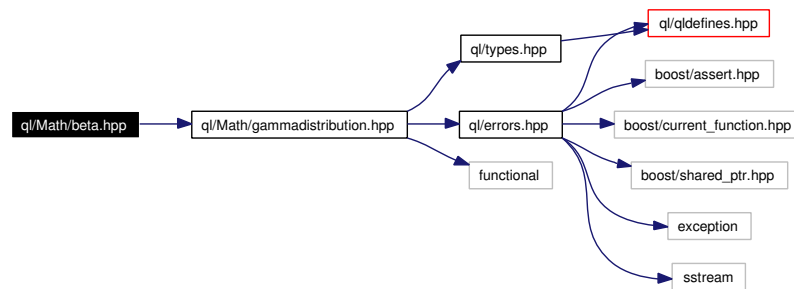 ql/qldefines.hpp
ql/types.hpp
boost/assert.hpp
ql/Math/beta.hpp
ql/Math/gammadistribution.hpp
ql/errors.hpp
boost/current_function.hpp
functional
boost/shared_ptr.hpp
exception
sstream